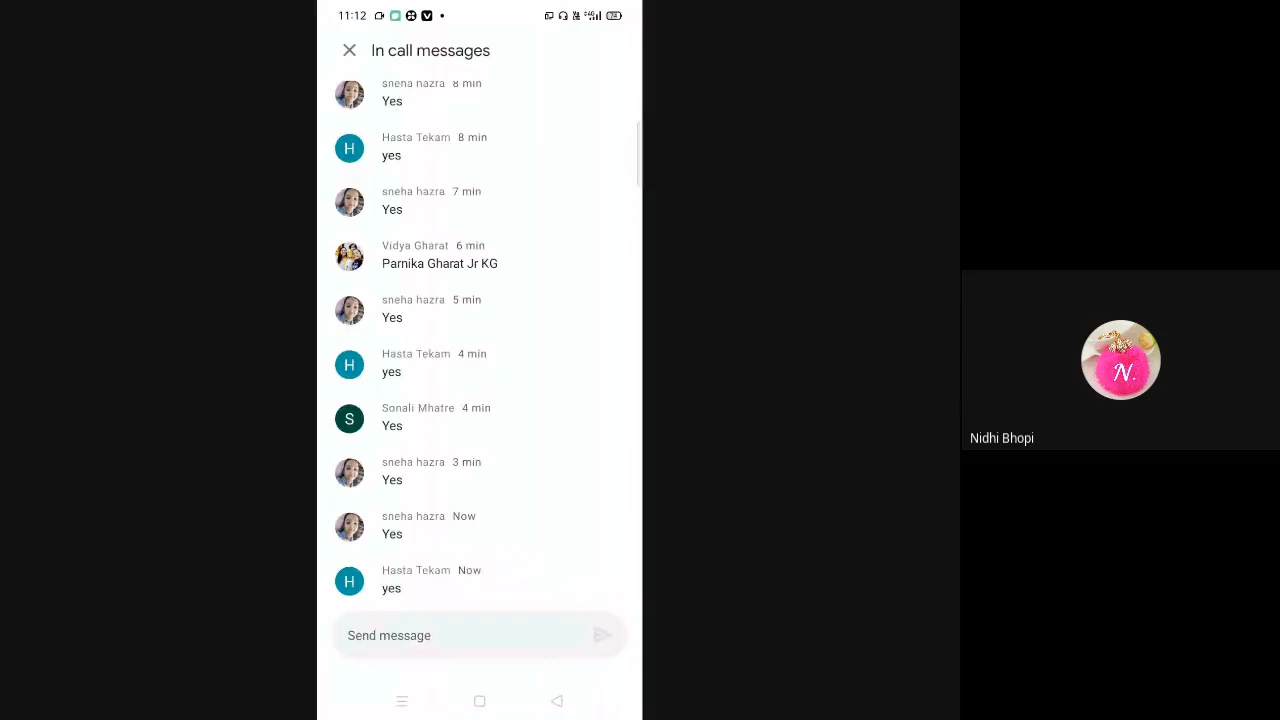 11:12
In call messages
sneha hazra 8 min
Yes
Hasta Tekam 8 min
H
yes
sneha hazra 7 min
Yes
Vidya Gharat 6 min
Parnika Gharat Jr KG
sneha hazra 5 min
Yes
Hasta Tekam 4 min
H
yes
Sonali Mhatre 4 min
S
Yes
sneha hazra 3 min
Yes
sneha hazra Now
Yes
Hasta Tekam Now
H
yes
Send message
N.
Nidhi Bhopi